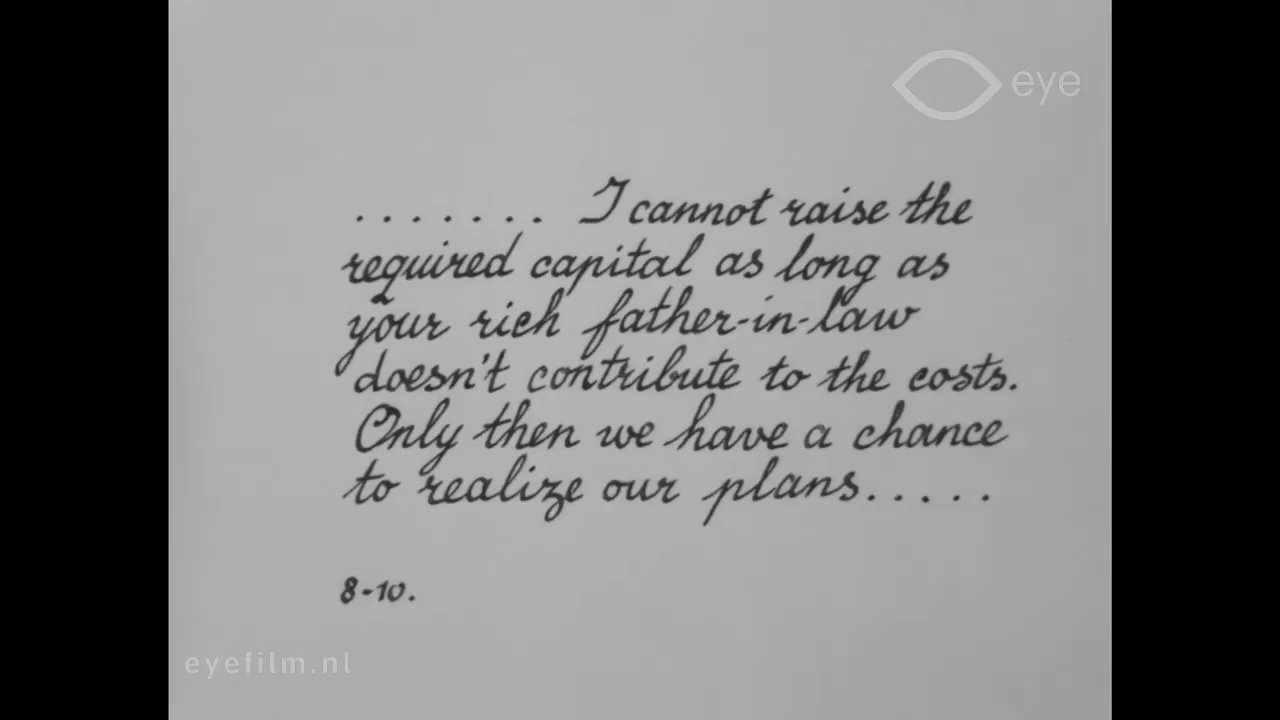 eye
....... I cannot raise the
required capital as long as
your rich father-in-law
doesn't contribute to the costs.
Only then we have a chance
to realize our plans.....
8-10.
eyefilm.nl